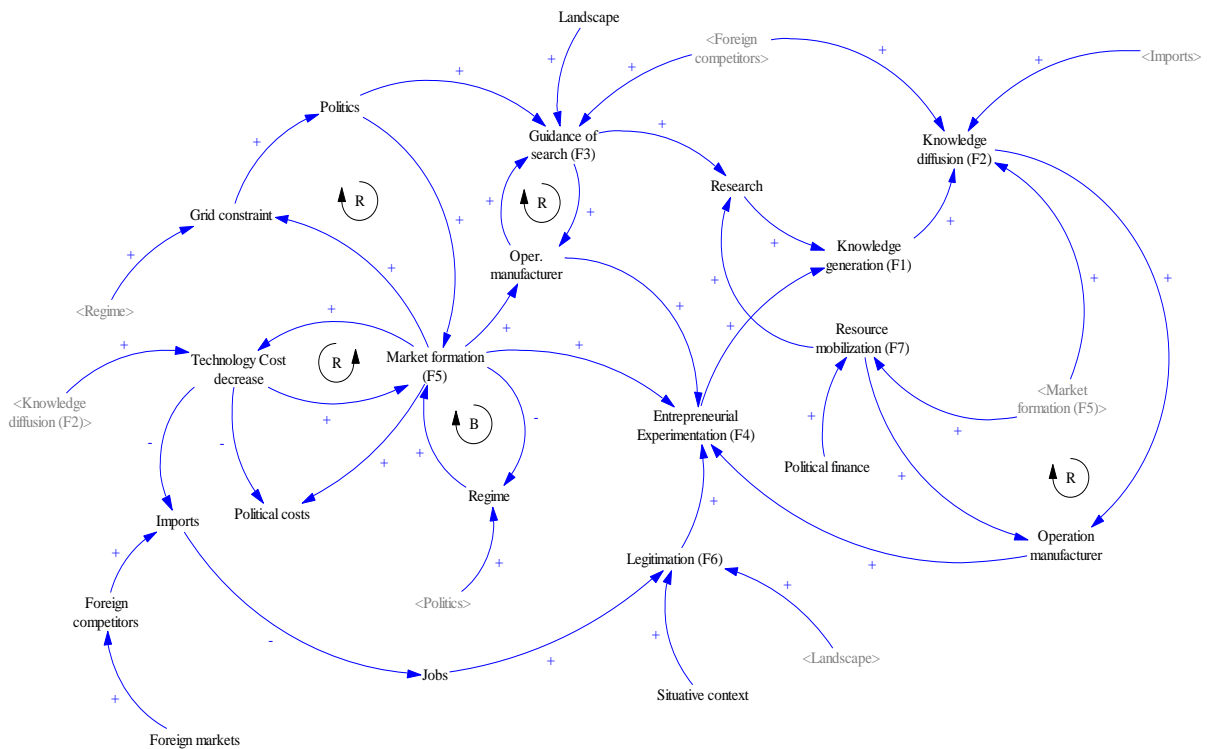 Landscape
<Foreign
competitors>
<Imports>
+
+
+
+
+
+
Politics
+
+
Guidance of
search (F3)
Knowledge
diffusion (F2)
Research
R
R
+
+
+
+
Grid constraint
+
+
Knowledge
generation (F1)
Oper.
manufacturer
+
+
+
+
<Regime>
+
+
+
Resource
mobilization (F7)
Technology Cost
decrease
R
Market formation
(F5)
+
+
<Knowledge
diffusion (F2)>
<Market
formation (F5)>
+
-
B
+
+
Entrepreneurial
Experimentation (F4)
-
-
+
+
Political finance
+
R
Regime
+
Imports
Political costs
+
Operation
manufacturer
+
+
Legitimation (F6)
+
+
Foreign
competitors
<Politics>
+
-
+
+
<Landscape>
Jobs
Situative context
+
Foreign markets